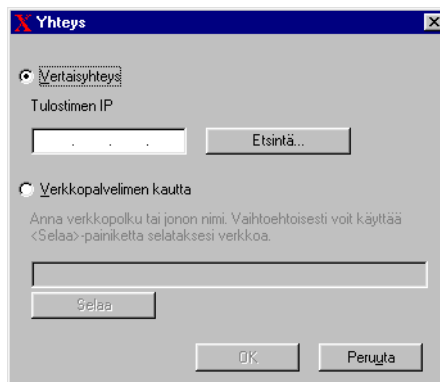 X Yhteys
Vertaisyhteys
Tulostimen IP
. . .
Etsintä...
Verkkopalvelimen kautta
Anna verkkopolku tai jonon nimi. Vaihtoehtoisesti voit käyttää
<Selaa>-painiketta selataksesi verkkoa.
Selaa
OK Peruuta